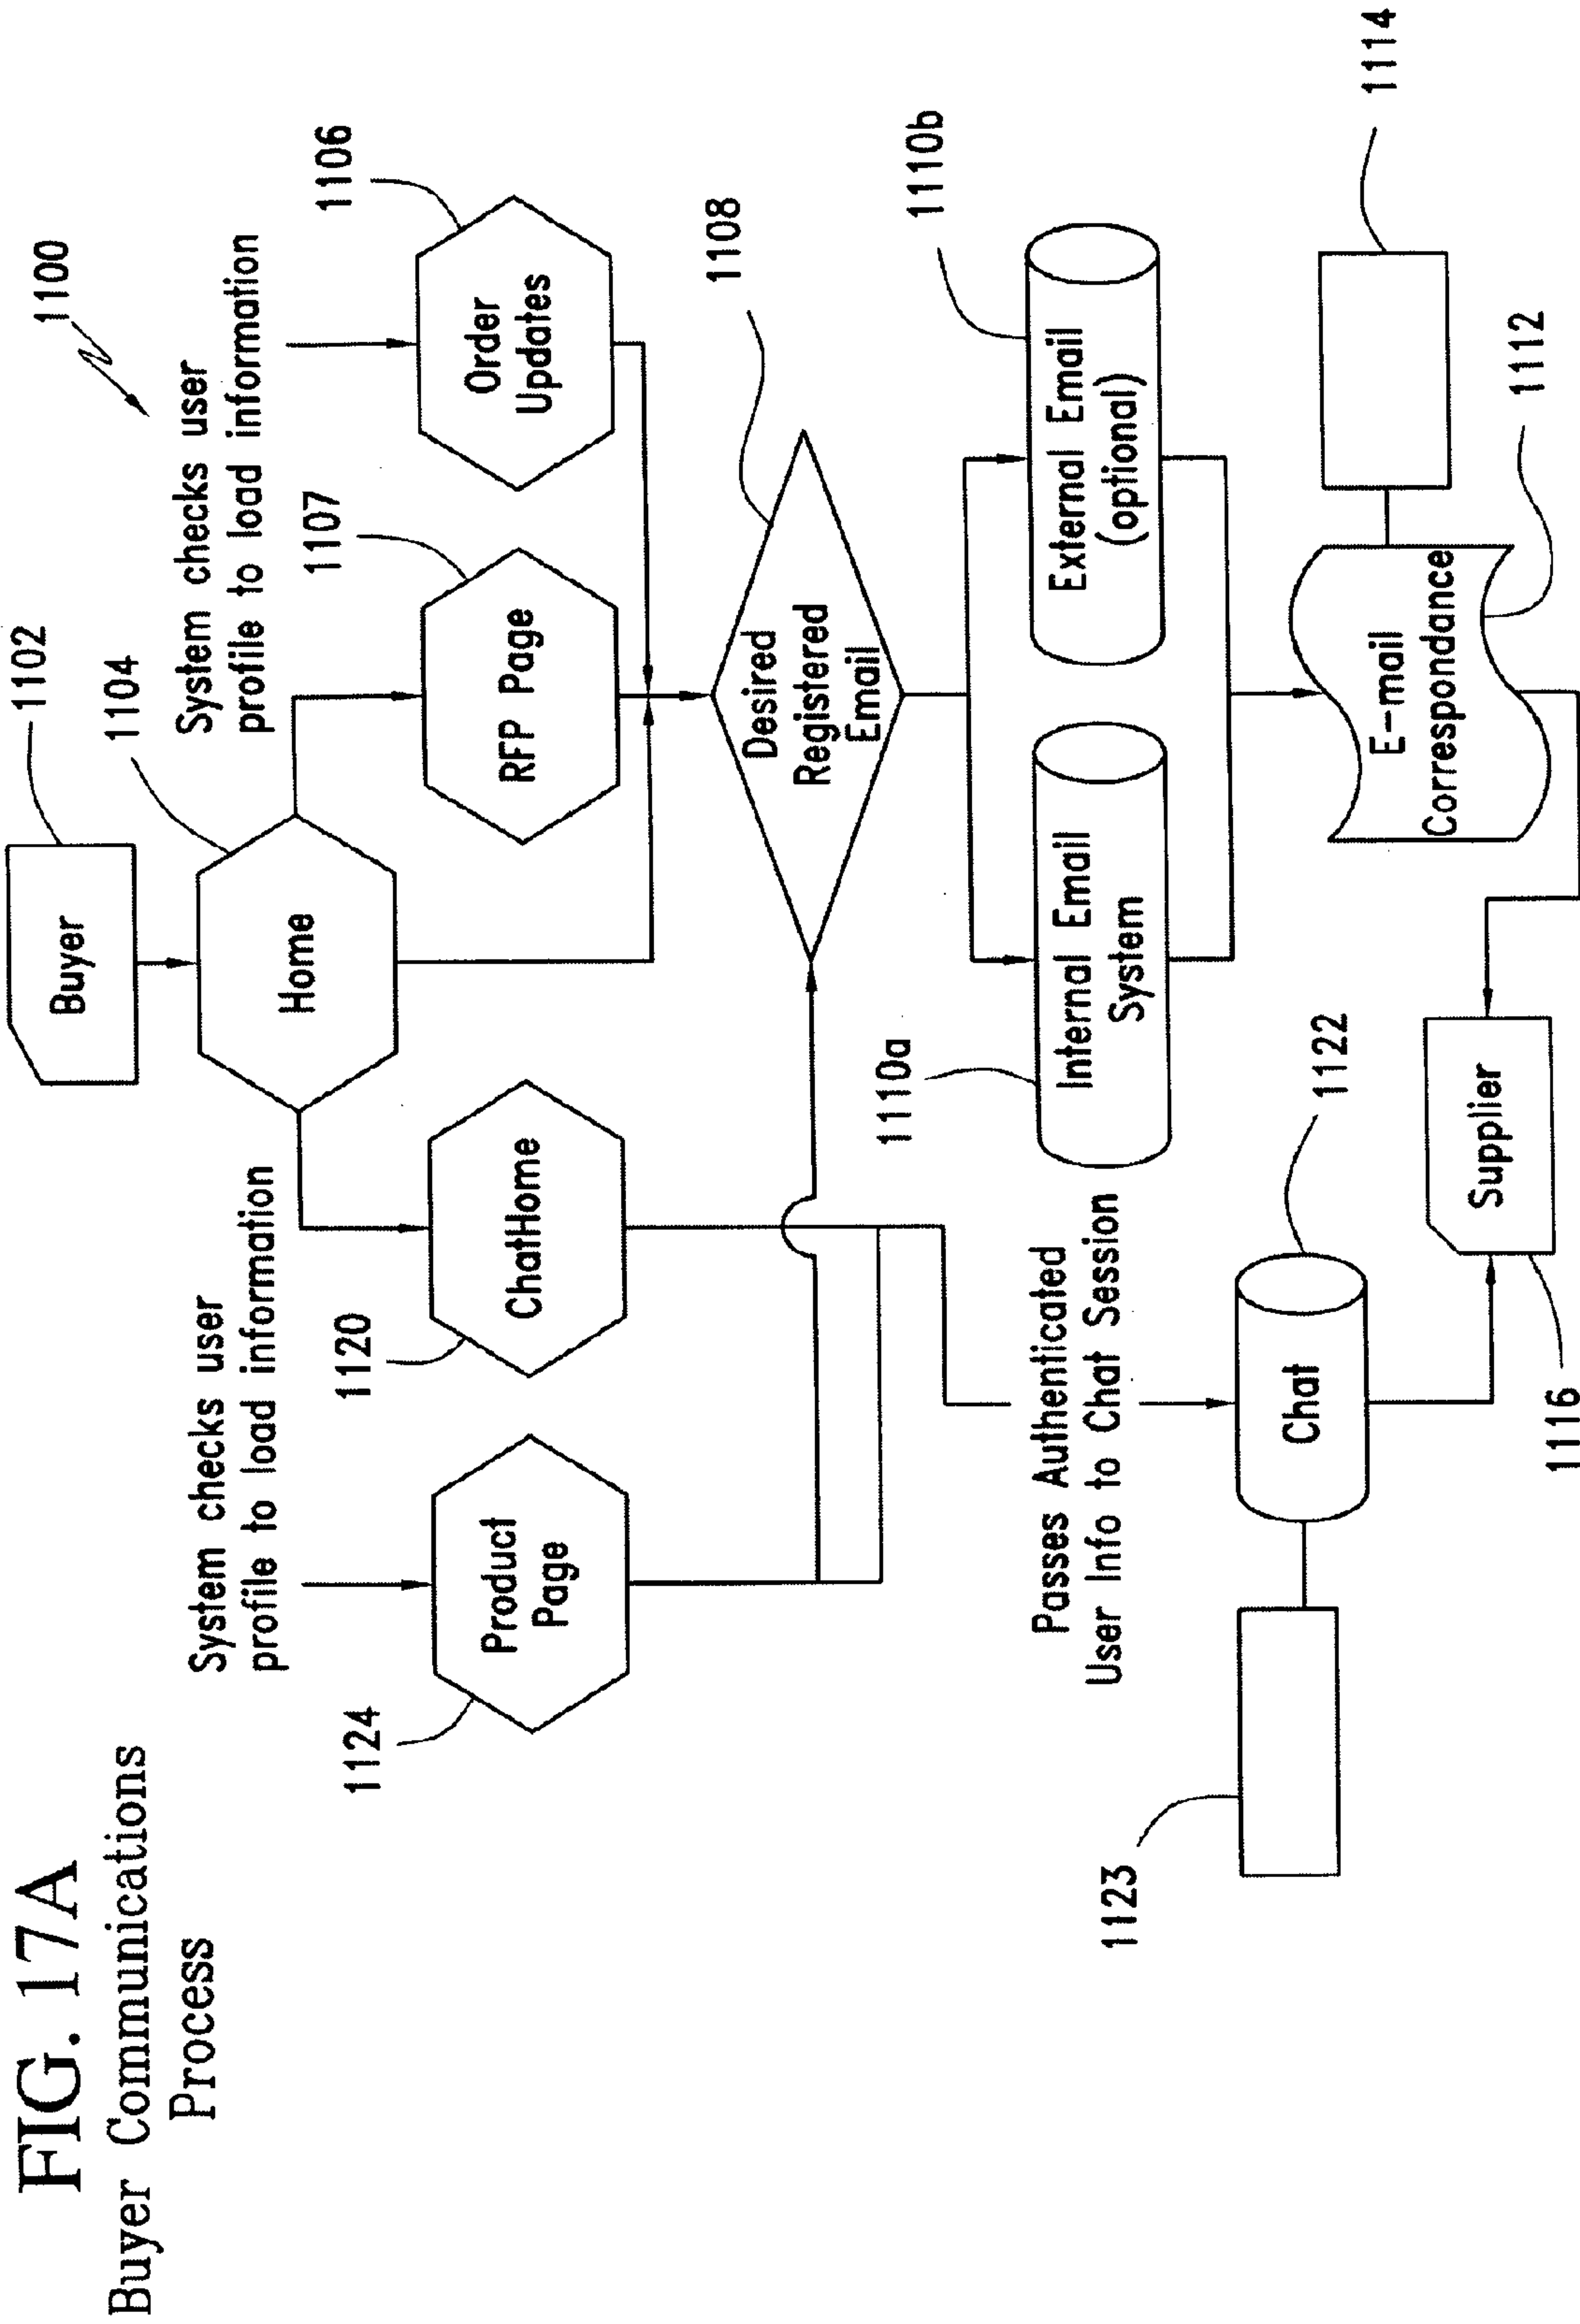 FIG. 17A
Buyer Communications
Process
1100
1102
Buyer
1104
Home
System checks user
profile to load information
System checks user
profile to load information
1124
Product
Page
1120
ChatHome
1107
RFP Page
1106
Order
Updates
1108
Desired
Registered
Email
1110a
Internal Email
System
1110b
External Email
(optional)
Passes Authenticated
User Info to Chat Session
1123
Chat
1122
1116
Supplier
E-mail
Correspondance
1112
1114